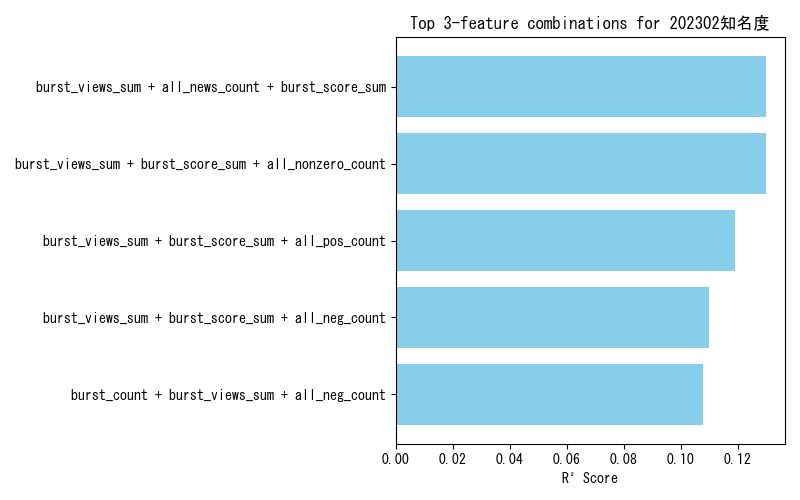 Top 3-feature combinations for 202302知名度
burst_views_sum + all_news_count + burst_score_sum
burst_views_sum + burst_score_sum + all_nonzero_count
burst_views_sum + burst_score_sum + all_pos_count
burst_views_sum + burst_score_sum + all_neg_count
burst_count + burst_views_sum + all_neg_count
0.00 0.02 0.04 0.06 0.08 0.10 0.12
R² Score